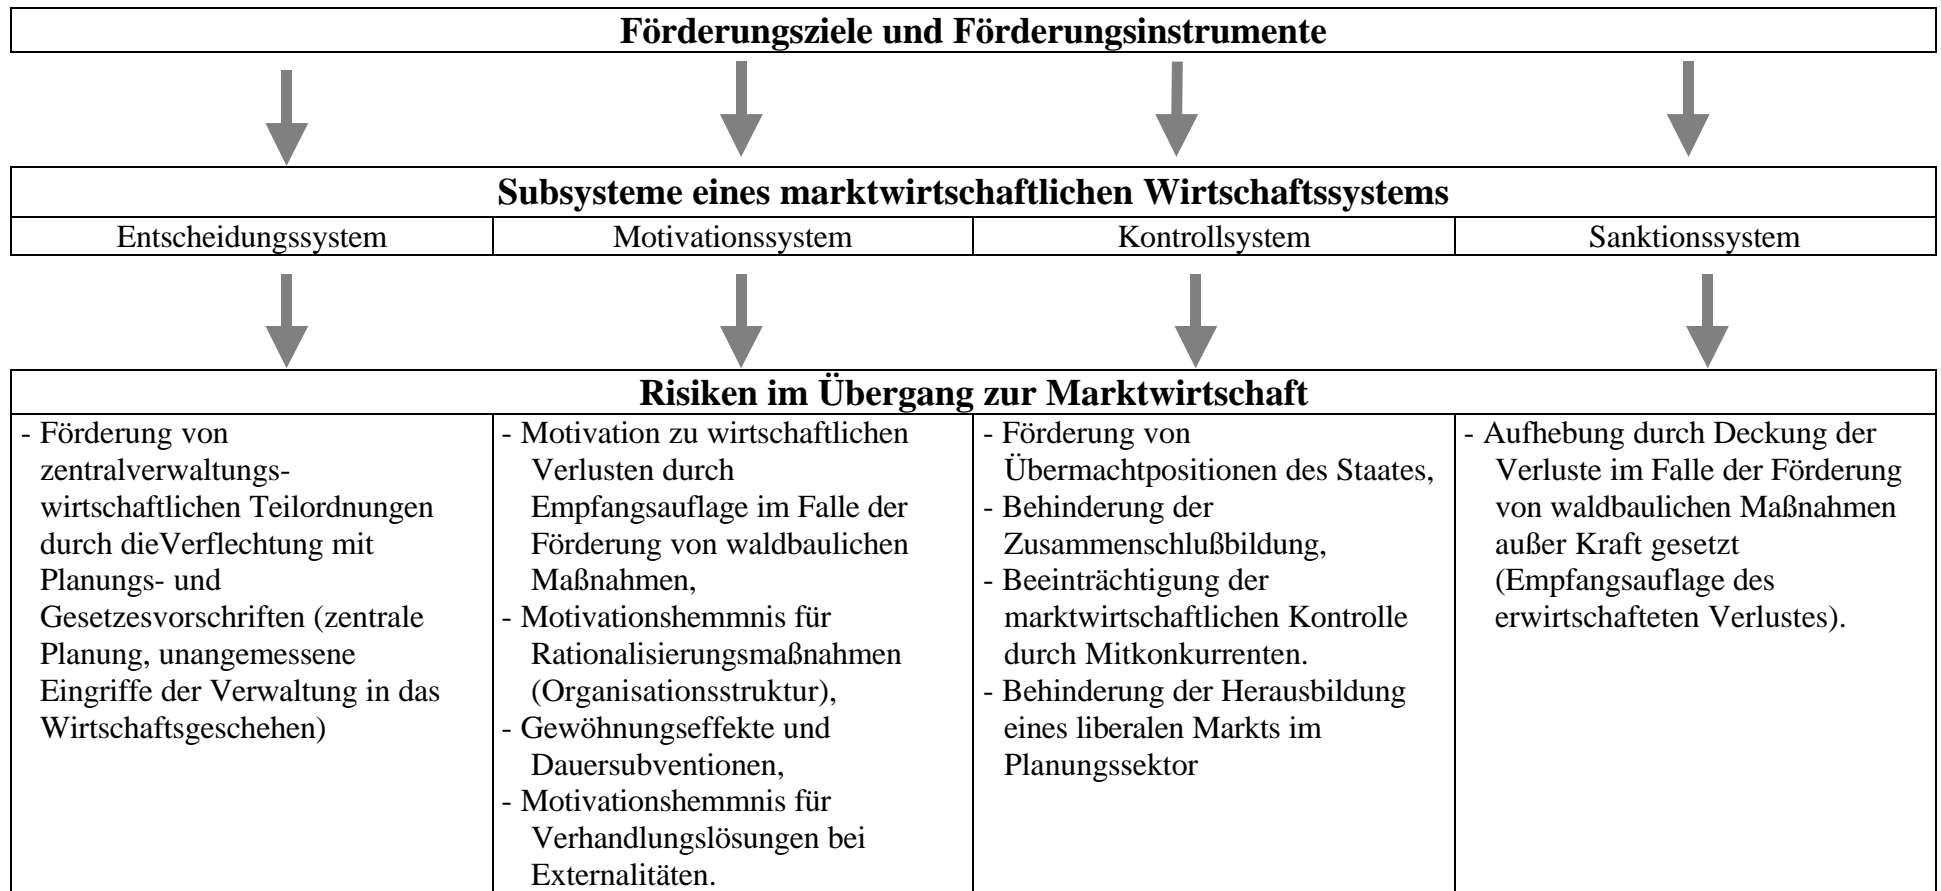 Förderungsziele und Förderungsinstrumente
Subsysteme eines marktwirtschaftlichen Wirtschaftssystems
Entscheidungssystem
Motivationssystem
Kontrollsystem
Sanktionssystem
Risiken im Übergang zur Marktwirtschaft
- Förderung von
zentralverwaltungs-
wirtschaftlichen Teilordnungen
durch dieVerflechtung mit
Planungs- und
Gesetzesvorschriften (zentrale
Planung, unangemessene
Eingriffe der Verwaltung in das
Wirtschaftsgeschehen)
- Motivation zu wirtschaftlichen
Verlusten durch
Empfangsauflage im Falle der
Förderung von waldbaulichen
Maßnahmen,
- Motivationshemmnis für
Rationalisierungsmaßnahmen
(Organisationsstruktur),
- Gewöhnungseffekte und
Dauersubventionen,
- Motivationshemmnis für
Verhandlungslösungen bei
Externalitäten.
- Förderung von
Übermachtpositionen des Staates,
- Behinderung der
Zusammenschlußbildung,
- Beeinträchtigung der
marktwirtschaftlichen Kontrolle
durch Mitkonkurrenten.
- Behinderung der Herausbildung
eines liberalen Markts im
Planungssektor
- Aufhebung durch Deckung der
Verluste im Falle der Förderung
von waldbaulichen Maßnahmen
außer Kraft gesetzt
(Empfangsauflage des
erwirtschafteten Verlustes).